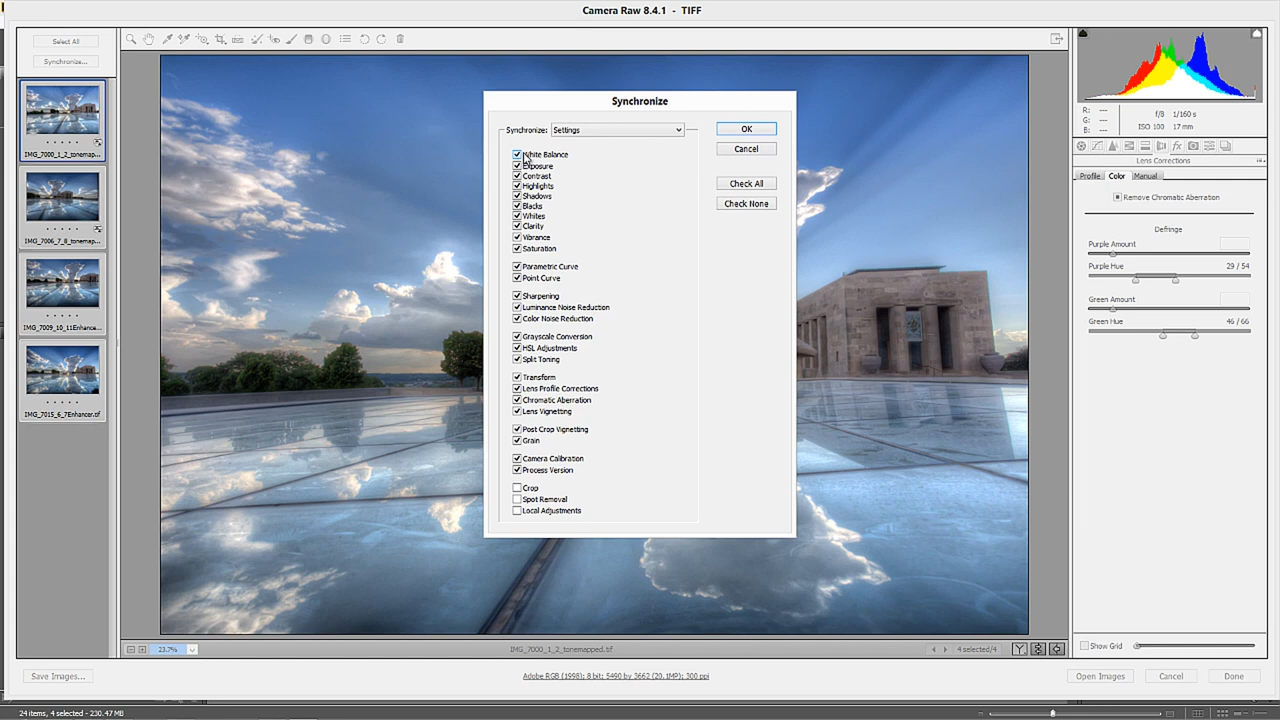 Camera Raw 8.4.1 - TIFF
Select All
Synchronize...
IMG_7000_1_2_tonemap...
IMG_7006_7_8_tonemap...
IMG_7009_10_11Enhance...
IMG_7015_6_7Enhancer.tif
Synchronize
Synchronize: Settings
OK
Cancel
Check All
Check None
White Balance
Exposure
Contrast
Highlights
Shadows
Blacks
Whites
Clarity
Vibrance
Saturation
Parametric Curve
Point Curve
Sharpening
Luminance Noise Reduction
Color Noise Reduction
Grayscale Conversion
HSL Adjustments
Split Toning
Transform
Lens Profile Corrections
Chromatic Aberration
Lens Vignetting
Post Crop Vignetting
Grain
Camera Calibration
Process Version
Crop
Spot Removal
Local Adjustments
R: ---
G: ---
B: ---
f/8 1/160 s
ISO 100 17 mm
Lens Corrections
Profile Color Manual
Remove Chromatic Aberration
Defringe
Purple Amount
Purple Hue 29 / 54
Green Amount
Green Hue 46 / 66
Show Grid
23.7%
IMG_7000_1_2_tonemapped.tif
4 selected/4
Y
Save Images...
Adobe RGB (1998); 8 bit; 5490 by 3662 (20.1MP); 300 ppi
Open Images
Cancel
Done
24 items, 4 selected - 230.47 MB